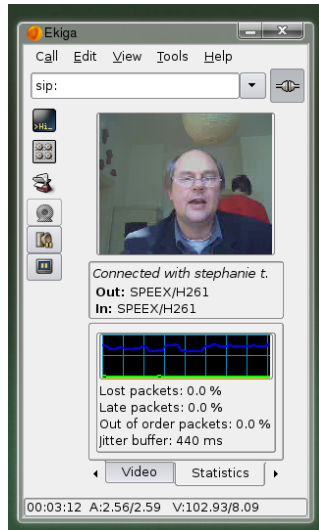 Ekiga
Call Edit View Tools Help
sip:
>Hi_
Connected with stephanie t.
Out: SPEEX/H261
In: SPEEX/H261
Lost packets: 0.0 %
Late packets: 0.0 %
Out of order packets: 0.0 %
Jitter buffer: 440 ms
Video Statistics
00:03:12 A:2.56/2.59 V:102.93/8.09